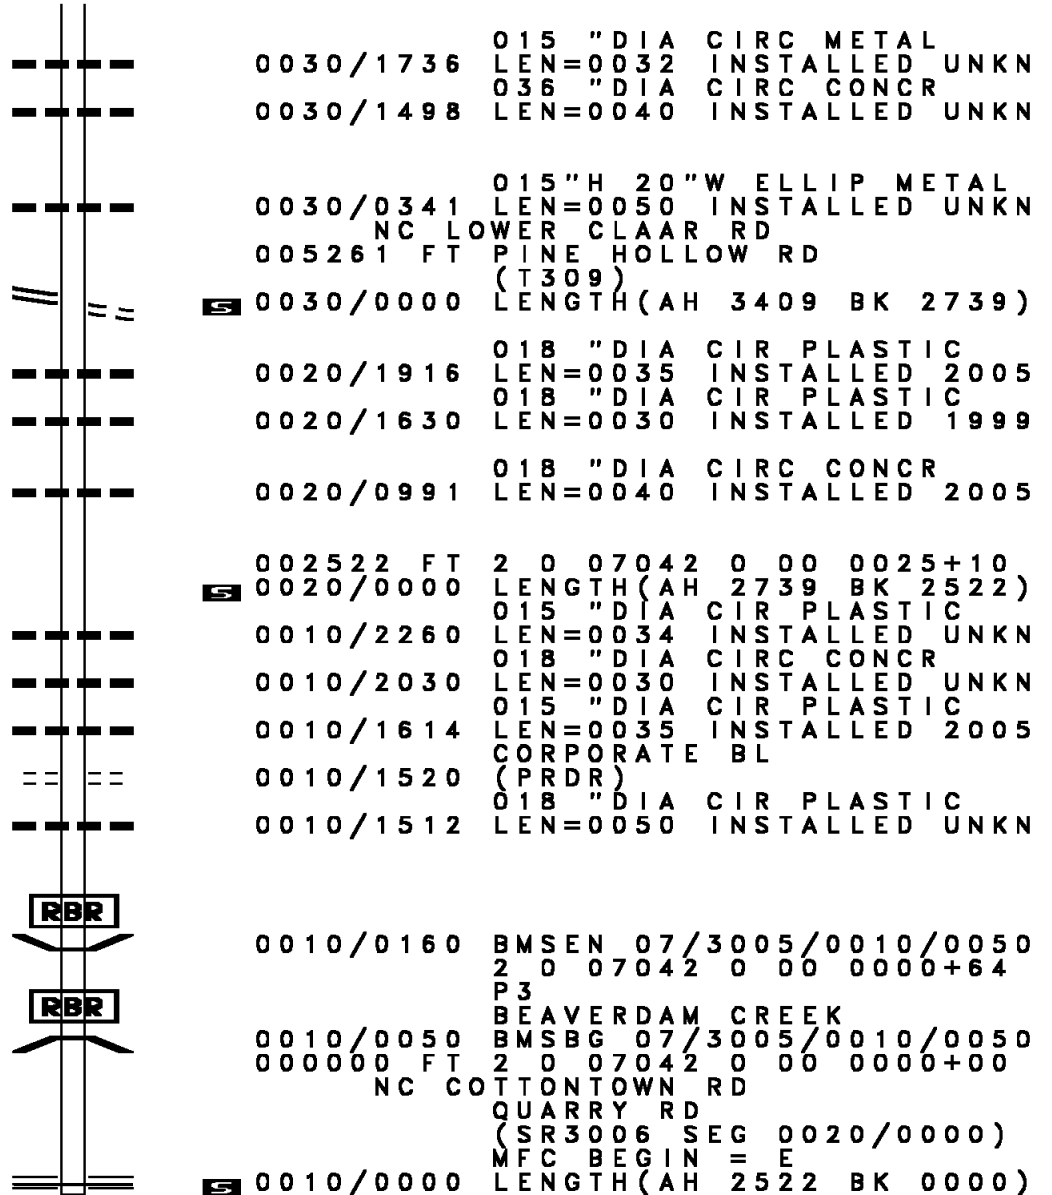 015 "DIA CIRC METAL
0030/1736 LEN=0032 INSTALLED UNKN
036 "DIA CIRC CONCR
0030/1498 LEN=0040 INSTALLED UNKN
015"H 20"W ELLIP METAL
0030/0341 LEN=0050 INSTALLED UNKN
NC LOWER CLAAR RD
005261 FT PINE HOLLOW RD
(T309)
S 0030/0000 LENGTH(AH 3409 BK 2739)
018 "DIA CIR PLASTIC
0020/1916 LEN=0035 INSTALLED 2005
018 "DIA CIR PLASTIC
0020/1630 LEN=0030 INSTALLED 1999
018 "DIA CIRC CONCR
0020/0991 LEN=0040 INSTALLED 2005
002522 FT 2 0 07042 0 00 0025+10
S 0020/0000 LENGTH(AH 2739 BK 2522)
015 "DIA CIR PLASTIC
0010/2260 LEN=0034 INSTALLED UNKN
018 "DIA CIRC CONCR
0010/2030 LEN=0030 INSTALLED UNKN
015 "DIA CIR PLASTIC
0010/1614 LEN=0035 INSTALLED 2005
CORPORATE BL
0010/1520 (PRDR)
018 "DIA CIR PLASTIC
0010/1512 LEN=0050 INSTALLED UNKN
RBR
0010/0160 BMSEN 07/3005/0010/0050
2 0 07042 0 00 0000+64
P3
RBR
BEAVERDAM CREEK
0010/0050 BMSBG 07/3005/0010/0050
000000 FT 2 0 07042 0 00 0000+00
NC COTTONTOWN RD
QUARRY RD
(SR3006 SEG 0020/0000)
MFC BEGIN = E
S 0010/0000 LENGTH(AH 2522 BK 0000)